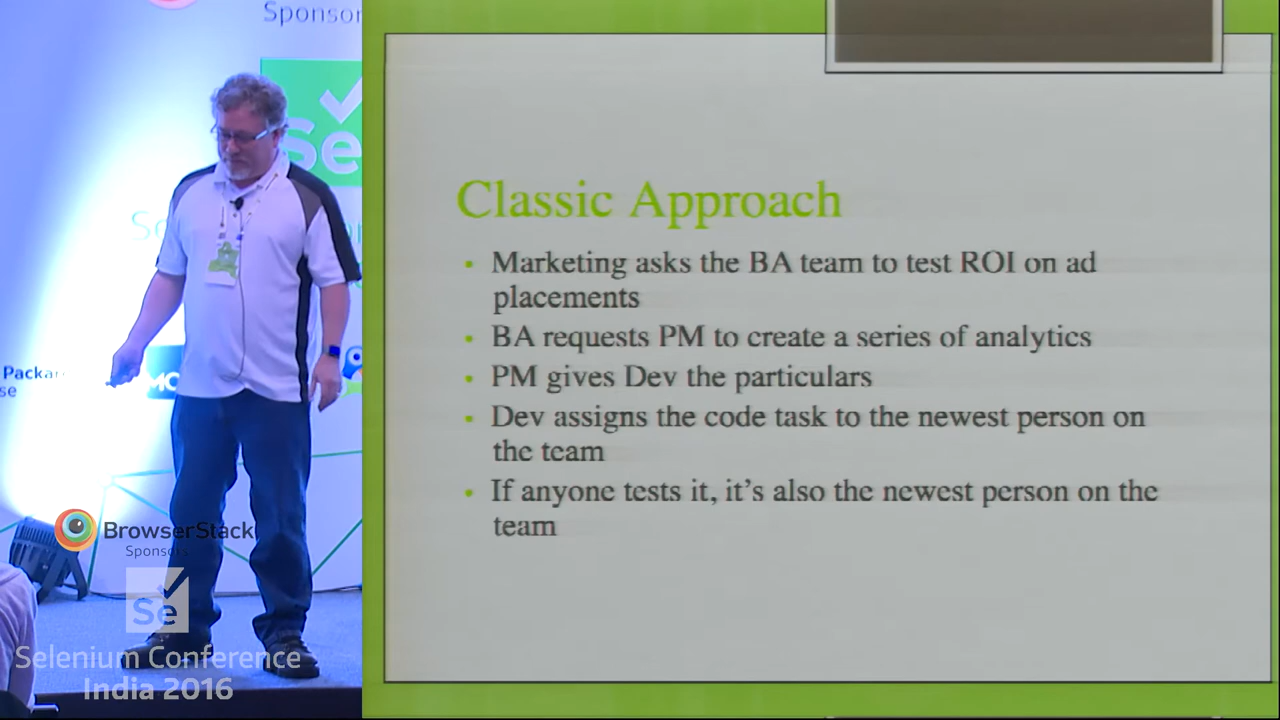 Sponsor
Se
Packa
se
MO
BrowserStack
Sponsors
Se
Selenium Conference
India 2016
Classic Approach
• Marketing asks the BA team to test ROI on ad
placements
• BA requests PM to create a series of analytics
• PM gives Dev the particulars
• Dev assigns the code task to the newest person on
the team
• If anyone tests it, it's also the newest person on the
team